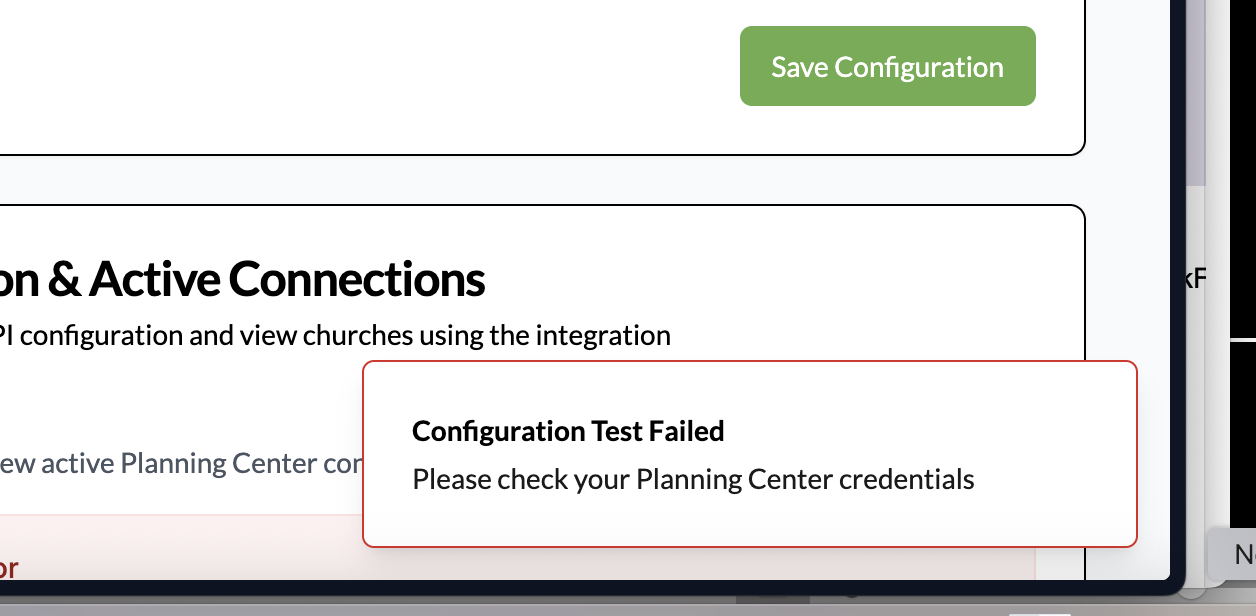 Save Configuration
on & Active Connections
PI configuration and view churches using the integration
kF
Configuration Test Failed
ew active Planning Center cor
Please check your Planning Center credentials
or